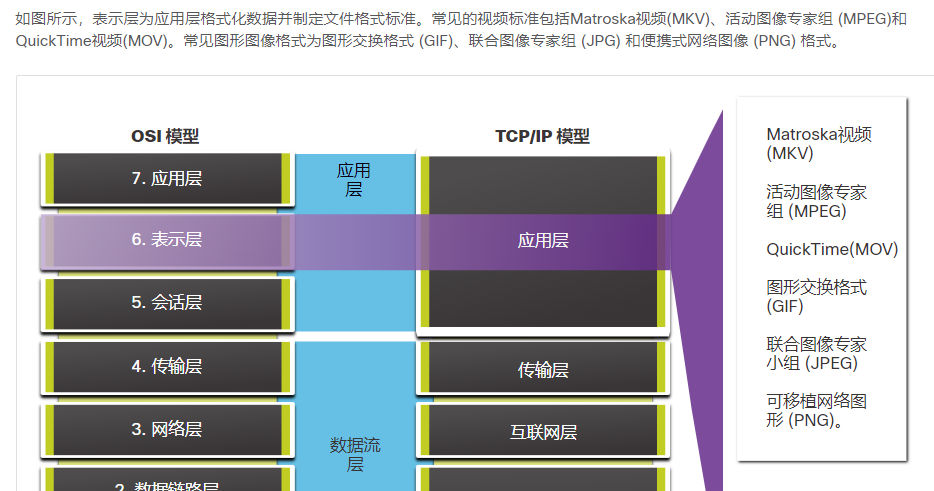 如图所示，表示层为应用层格式化数据并制定文件格式标准。常见的视频标准包括Matroska视频(MKV)、活动图像专家组 (MPEG)和
QuickTime视频(MOV)。常见图形图像格式为图形交换格式 (GIF)、联合图像专家组 (JPG) 和便携式网络图像 (PNG) 格式。
OSI 模型
TCP/IP 模型
7. 应用层
6. 表示层
5. 会话层
4. 传输层
3. 网络层
2. 数据链路层
应用
层
数据流
层
应用层
传输层
互联网层
Matroska视频
(MKV)
活动图像专家
组 (MPEG)
QuickTime(MOV)
图形交换格式
(GIF)
联合图像专家
小组 (JPEG)
可移植网络图
形 (PNG)。